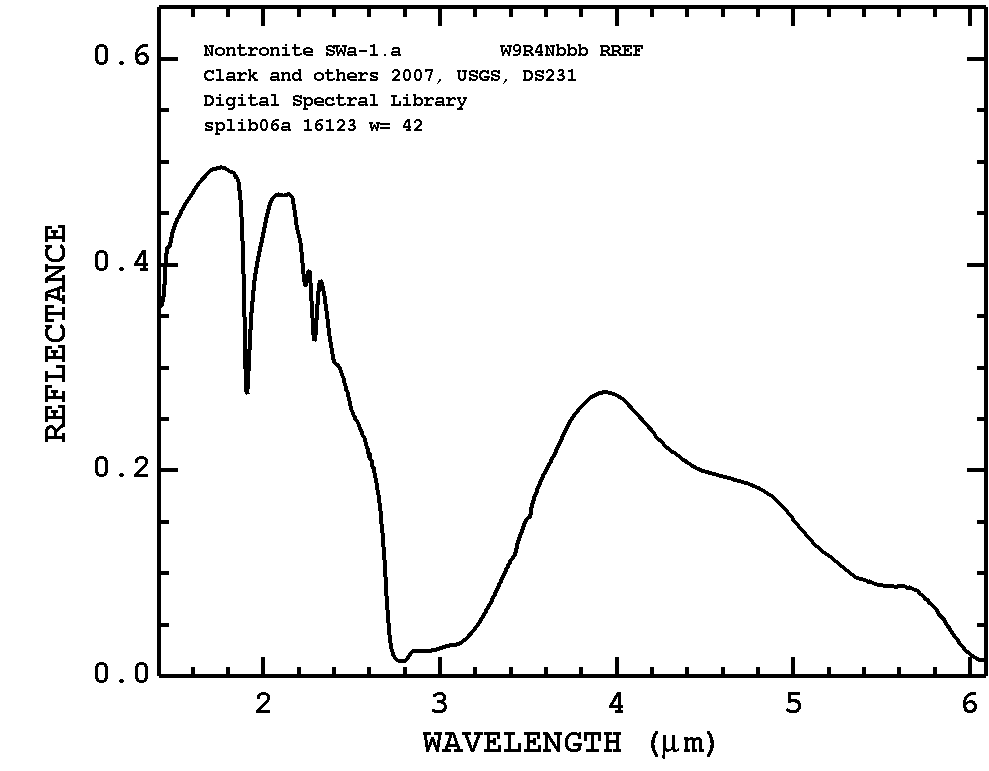 0.6
Nontronite SWa-1.a W9R4Nbbb RREF
Clark and others 2007, USGS, DS231
Digital Spectral Library
splib06a 16123 w= 42
0.4
REFLECTANCE
0.2
0.0
2 3 4 5 6
WAVELENGTH (μm)